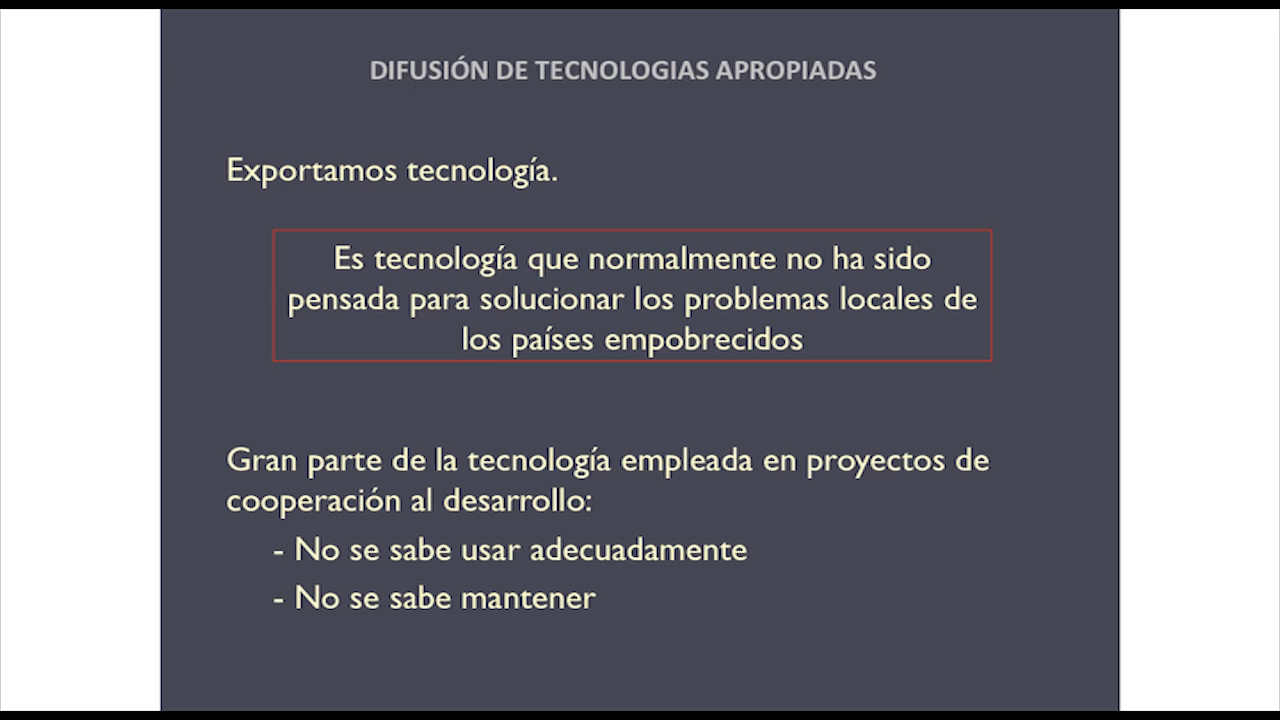 DIFUSIÓN DE TECNOLOGIAS APROPIADAS
Exportamos tecnología.
Es tecnología que normalmente no ha sido
pensada para solucionar los problemas locales de
los países empobrecidos
Gran parte de la tecnología empleada en proyectos de
cooperación al desarrollo:
- No se sabe usar adecuadamente
- No se sabe mantener